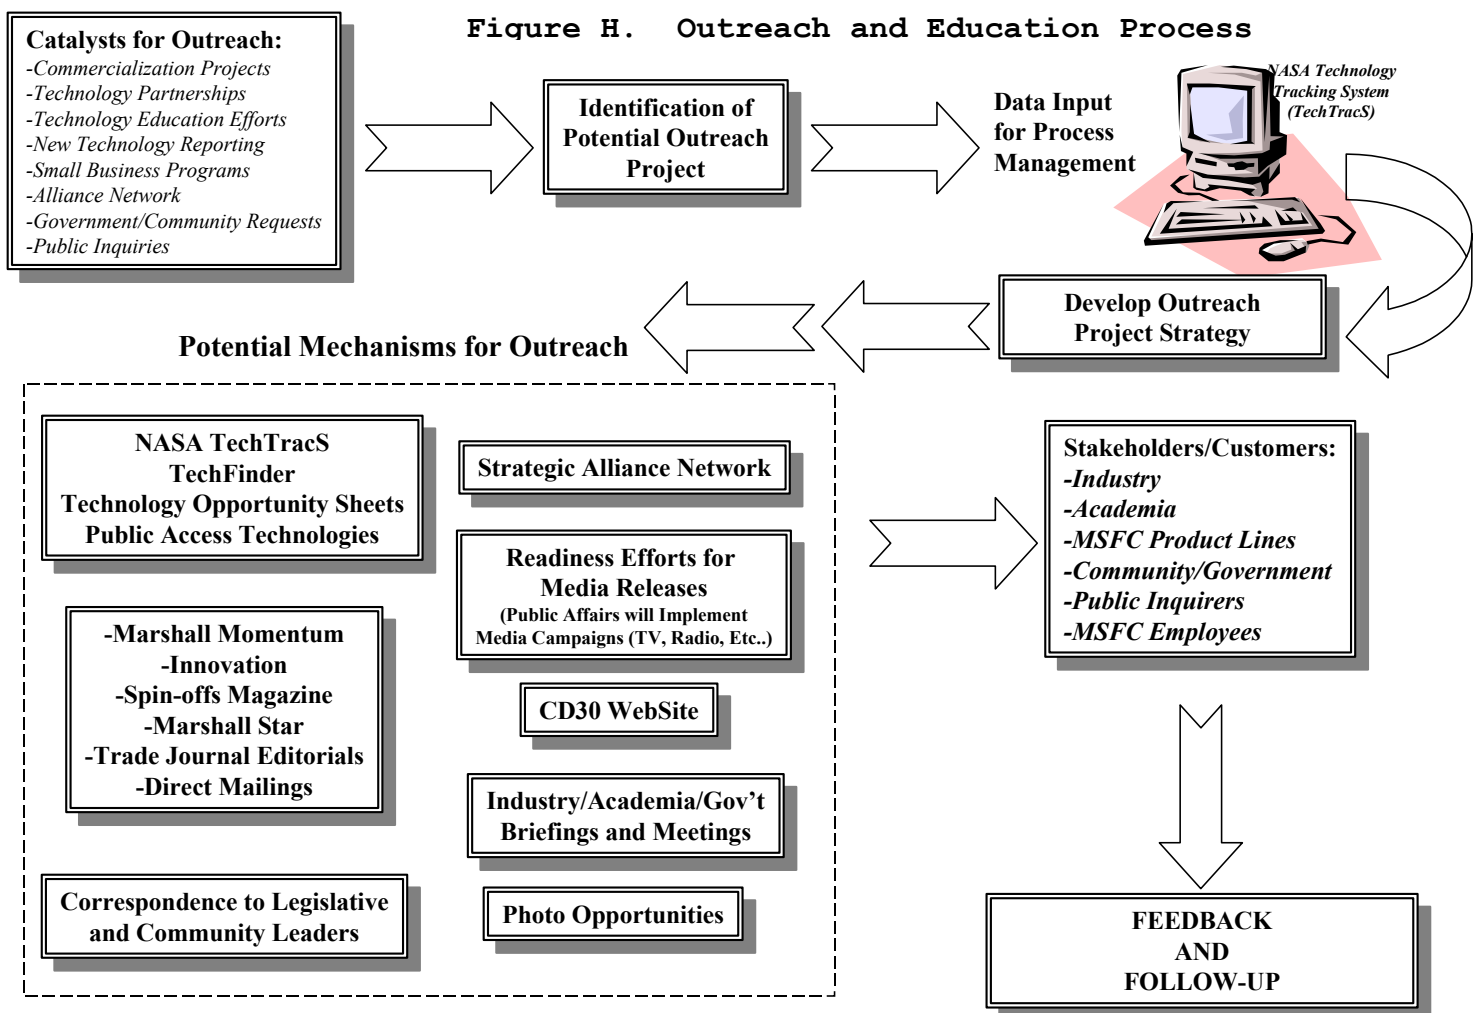 Figure H.  Outreach and Education Process
Catalysts for Outreach:
-Commercialization Projects
-Technology Partnerships
-Technology Education Efforts
-New Technology Reporting
-Small Business Programs
-Alliance Network
-Government/Community Requests
-Public Inquiries
Identification of
Potential Outreach
Project
Data Input
for Process
Management
NASA Technology
Tracking System
(TechTracS)
Develop Outreach
Project Strategy
Potential Mechanisms for Outreach
NASA TechTracS
TechFinder
Technology Opportunity Sheets
Public Access Technologies
-Marshall Momentum
-Innovation
-Spin-offs Magazine
-Marshall Star
-Trade Journal Editorials
-Direct Mailings
Correspondence to Legislative
and Community Leaders
Strategic Alliance Network
Readiness Efforts for
Media Releases
(Public Affairs will Implement
Media Campaigns (TV, Radio, Etc..)
CD30 WebSite
Industry/Academia/Gov't
Briefings and Meetings
Photo Opportunities
Stakeholders/Customers:
-Industry
-Academia
-MSFC Product Lines
-Community/Government
-Public Inquirers
-MSFC Employees
FEEDBACK
AND
FOLLOW-UP